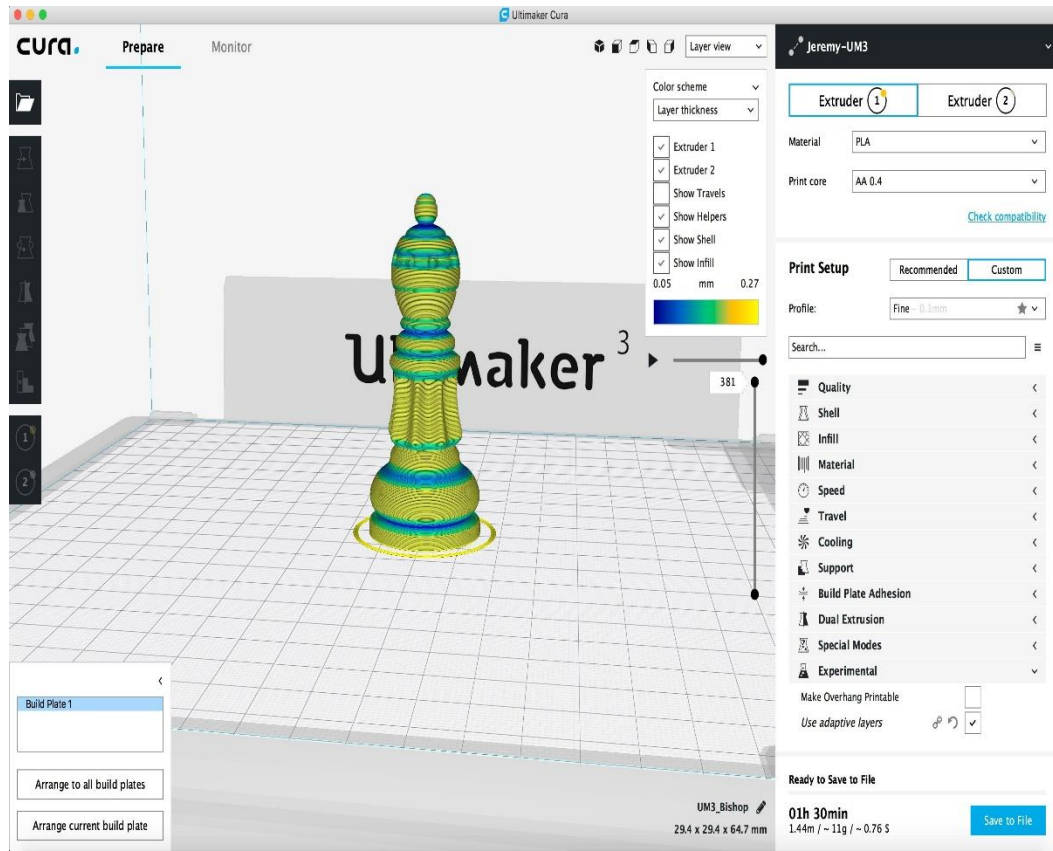 Ultimaker Cura
cura.
Prepare
Monitor
Layer view
Jeremy-UM3
Color scheme
Layer thickness
Extruder 1
Extruder 2
Show Travels
Show Helpers
Show Shell
Show Infill
0.05 mm 0.27
381
3
Extruder 1
Extruder 2
Material PLA
Print core AA 0.4
Check compatibility
Print Setup Recommended Custom
Profile: Fine - 0.1mm
Search...
Quality
Shell
Infill
Material
Speed
Travel
Cooling
Support
Build Plate Adhesion
Dual Extrusion
Special Modes
Experimental
Make Overhang Printable
Use adaptive layers
1
2
Build Plate 1
Arrange to all build plates
Arrange current build plate
UM3_Bishop
29.4 x 29.4 x 64.7 mm
Ready to Save to File
01h 30min
1.44m / ~ 11g / ~ 0.76 $
Save to File